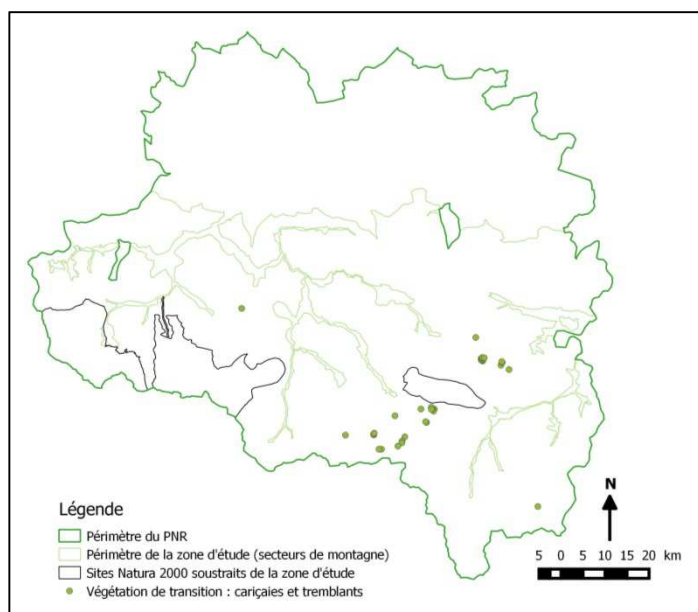 Légende
Périmètre du PNR
Périmètre de la zone d'étude (secteurs de montagne)
Sites Natura 2000 soustraits de la zone d'étude
Végétation de transition : cariçaies et tremblants
N
5 0 5 10 15 20 km